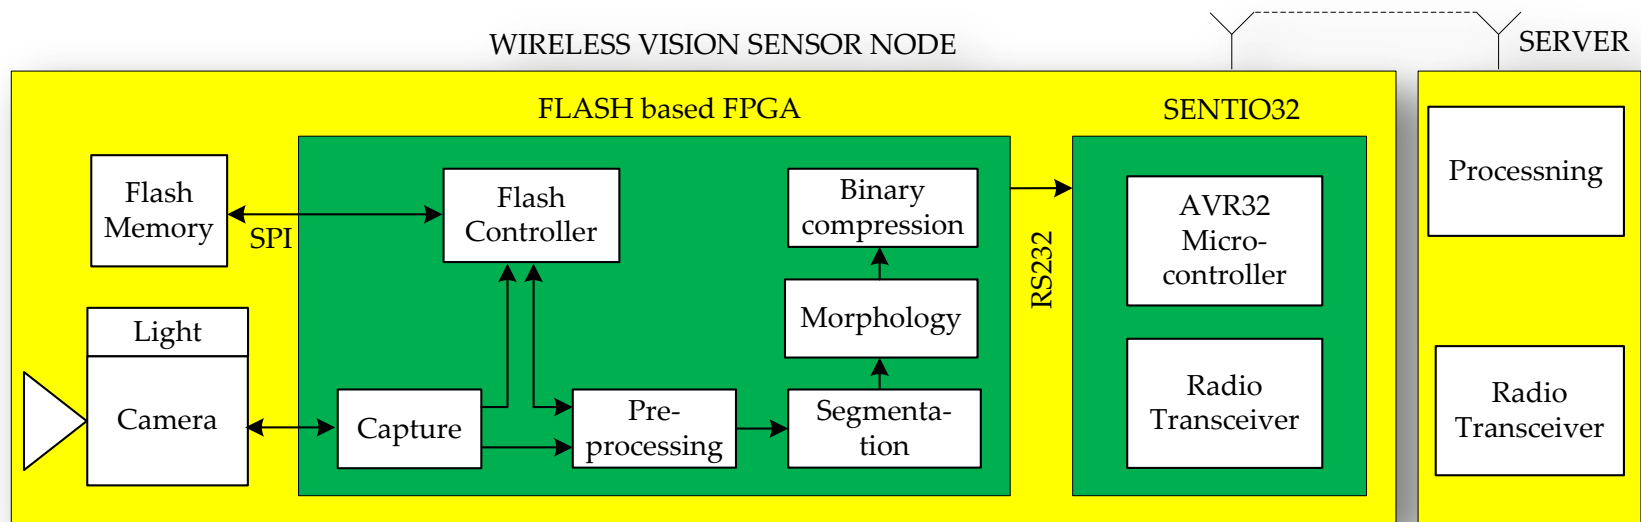 WIRELESS VISION SENSOR NODE
SERVER
FLASH based FPGA
SENTIO32
Flash
Memory
SPI
Flash
Controller
Binary
compression
RS232
AVR32
Micro-
controller
Processning
Light
Camera
Capture
Pre-
processing
Morphology
Segmenta-
tion
Radio
Transceiver
Radio
Transceiver